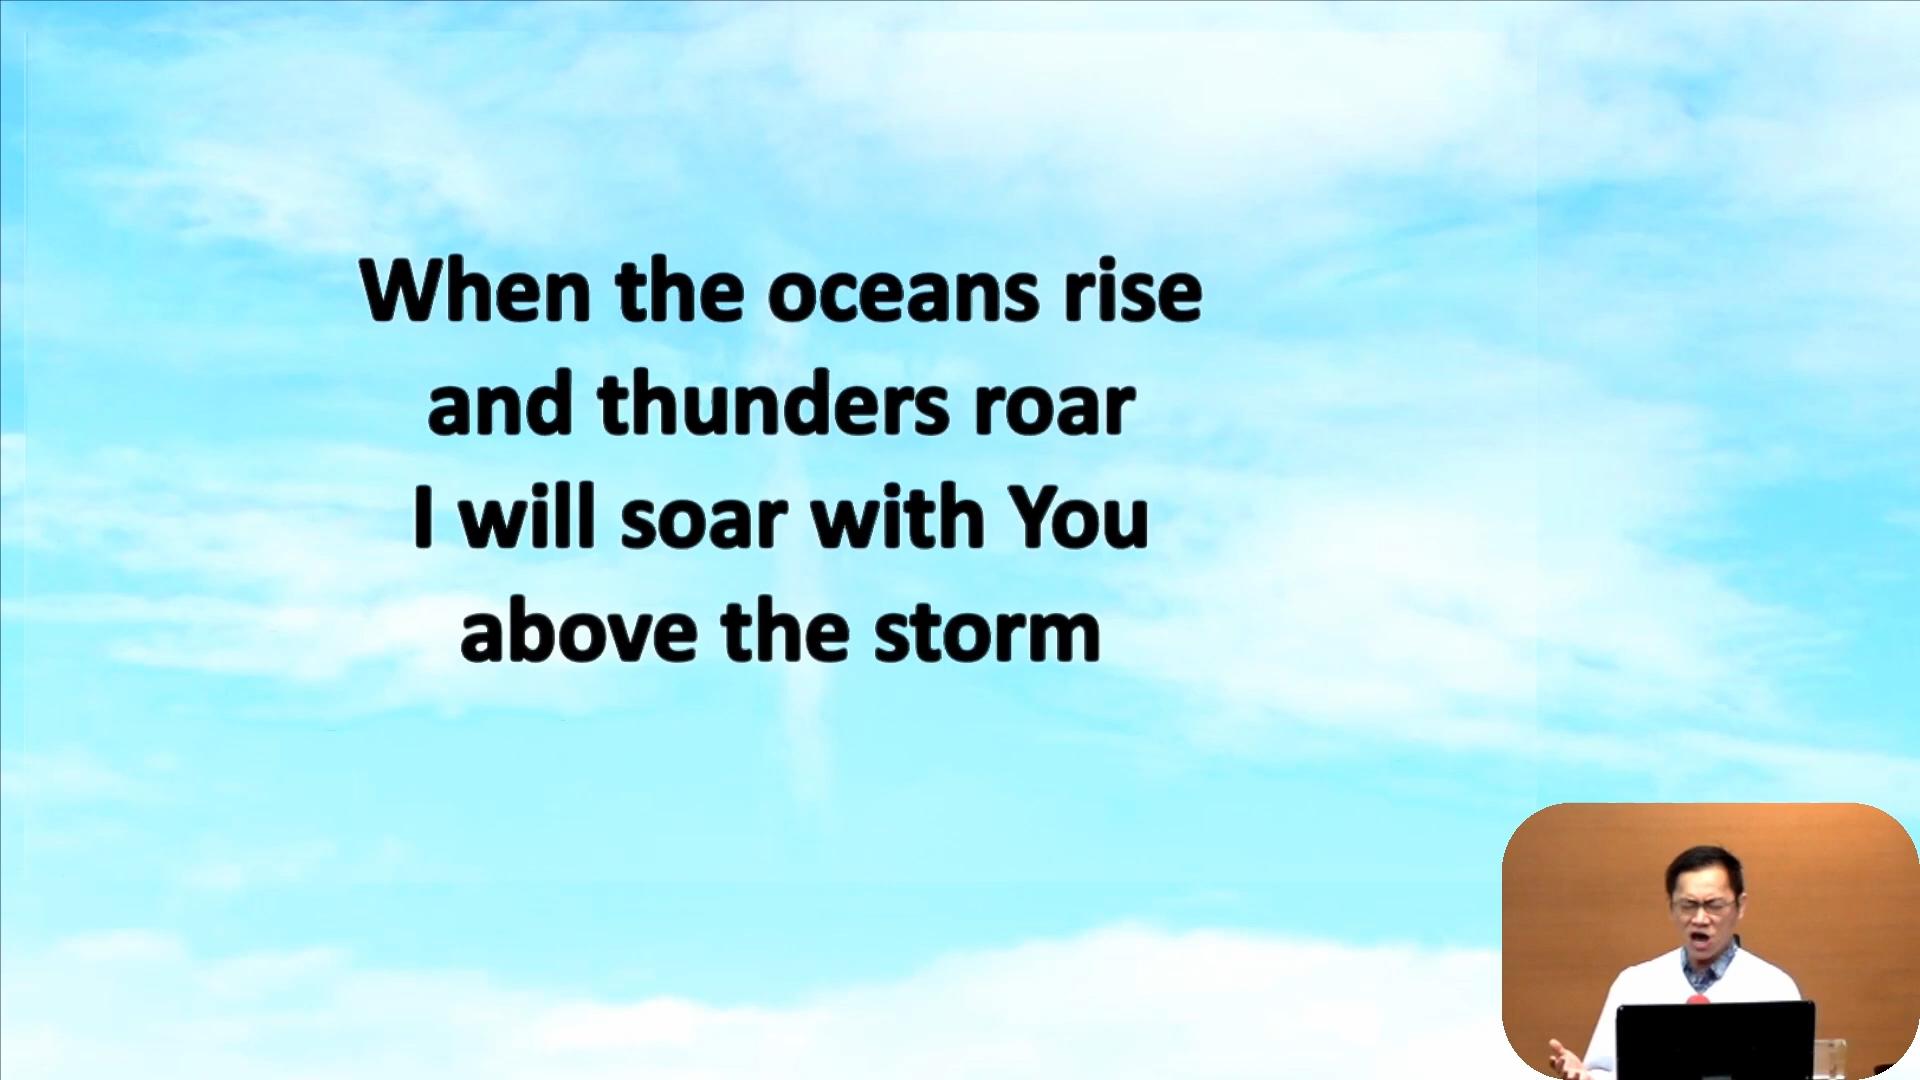 When the oceans rise
and thunders roar
I will soar with You
above the storm